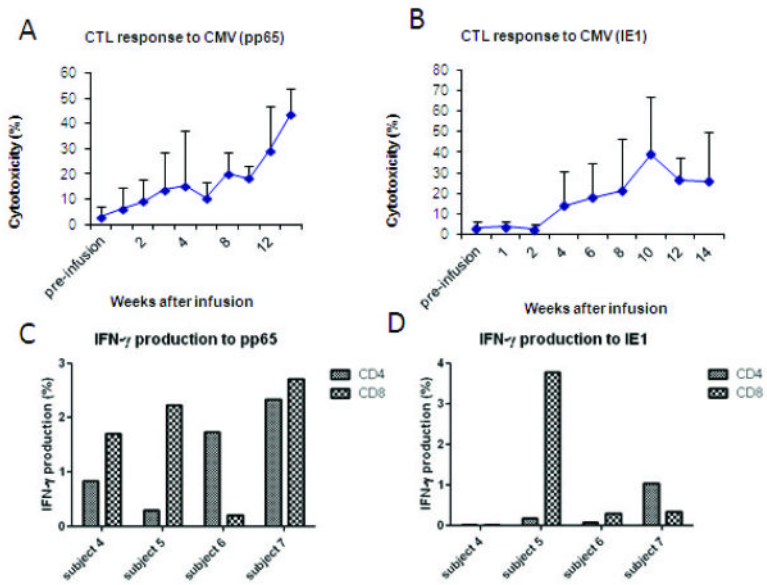 A
CTL response to CMV (pp65)
Cytotoxicity (%)
60
50
40
30
20
10
0
pre-infusion
2
4
8
12
Weeks after infusion
B
CTL response to CMV (IE1)
Cytotoxicity (%)
80
70
60
50
40
30
20
10
0
pre-infusion
1
2
4
6
8
10
12
14
Weeks after infusion
C
IFN-γ production to pp65
IFN-γ production (%)
3
2
1
0
subject 4
subject 5
subject 6
subject 7
CD4
CD8
D
IFN-γ production to IE1
IFN-γ production (%)
4
3
2
1
0
subject 4
subject 5
subject 6
subject 7
CD4
CD8